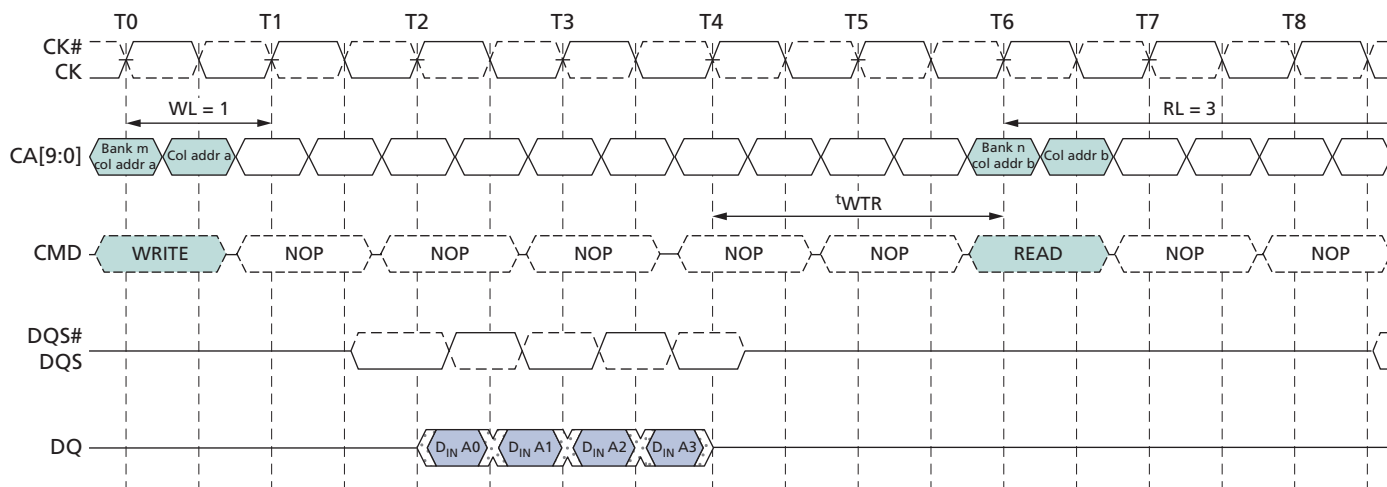 T0 T1 T2 T3 T4 T5 T6 T7 T8
CK#
CK
WL = 1 RL = 3
CA[9:0] Bank m col addr a Col addr a Bank n col addr b Col addr b
tWTR
CMD WRITE NOP NOP NOP NOP NOP READ NOP NOP
DQS#
DQS
DQ DIN A0 DIN A1 DIN A2 DIN A3